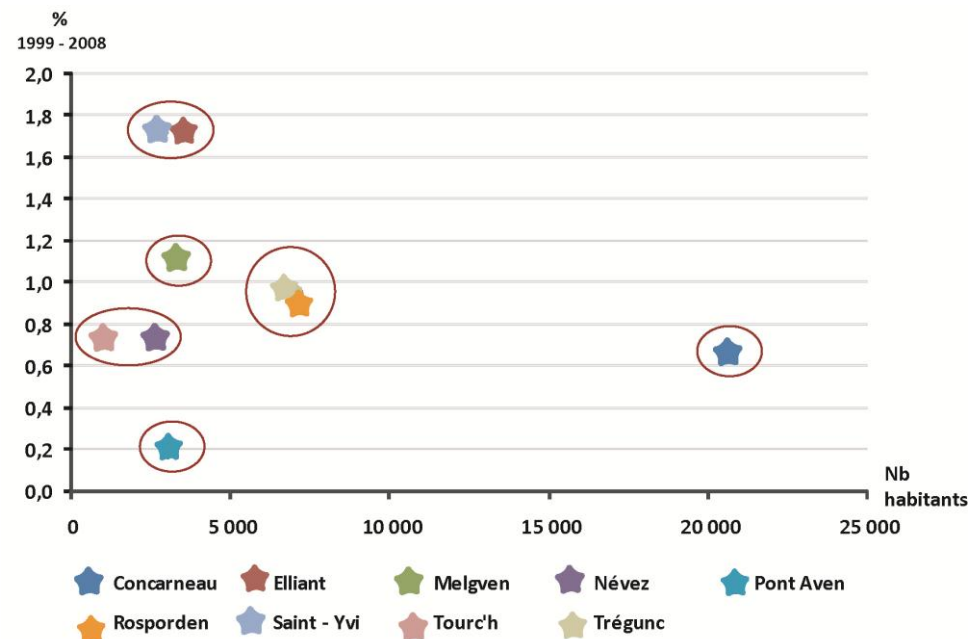 %
1999 - 2008
2,0
1,8
1,6
1,4
1,2
1,0
0,8
0,6
0,4
0,2
0,0
Nb
habitants
0 5 000 10 000 15 000 20 000 25 000
Concarneau Elliant Melgven Névez Pont Aven
Rosporden Saint - Yvi Tourc'h Trégunc